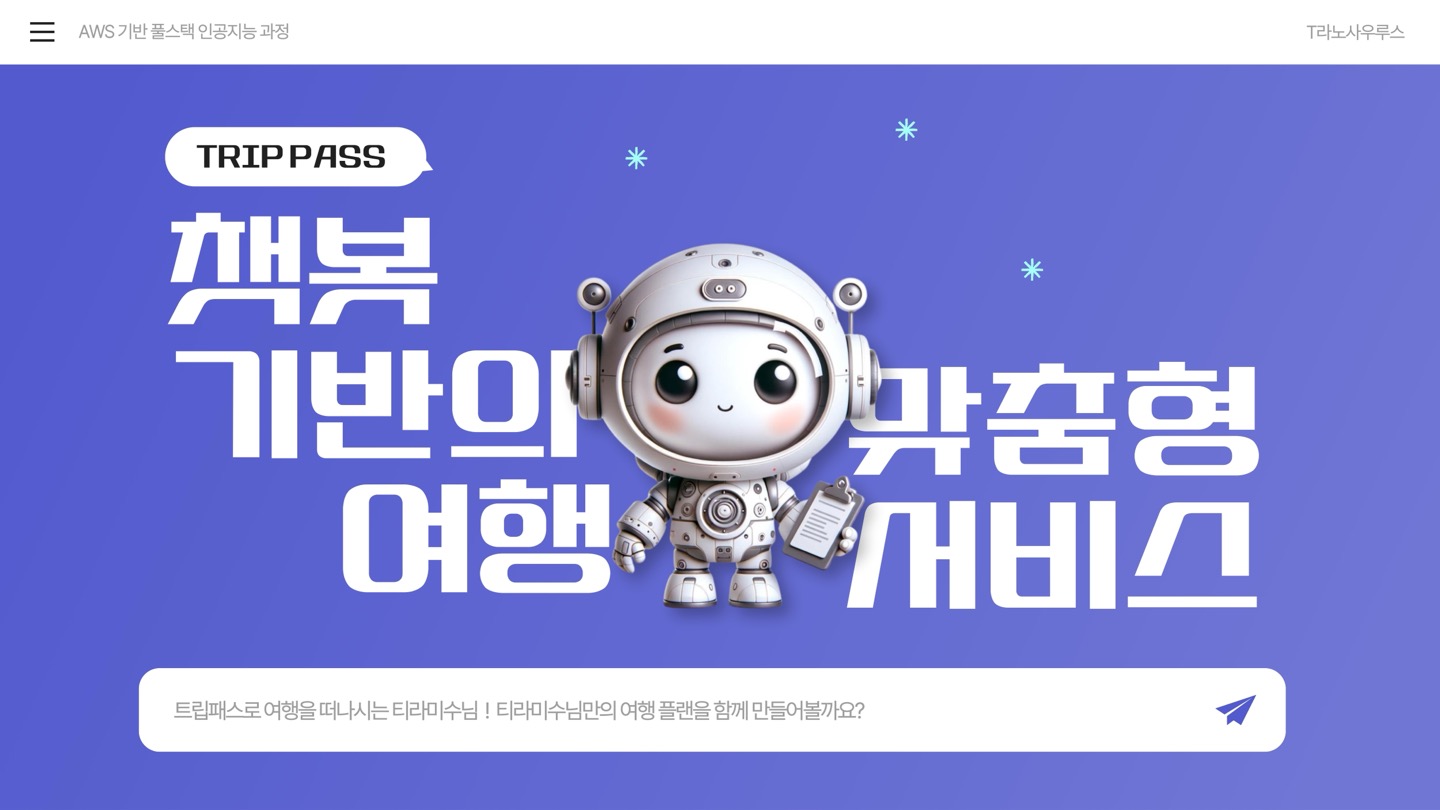 AWS 기반 풀스택 인공지능 과정
T라노사우루스
TRIP PASS
챗봇
기반의
여행
맞춤형
서비스
트립패스로 여행을 떠나시는 티라미수님 ! 티라미수님만의 여행 플랜을 함께 만들어볼까요?